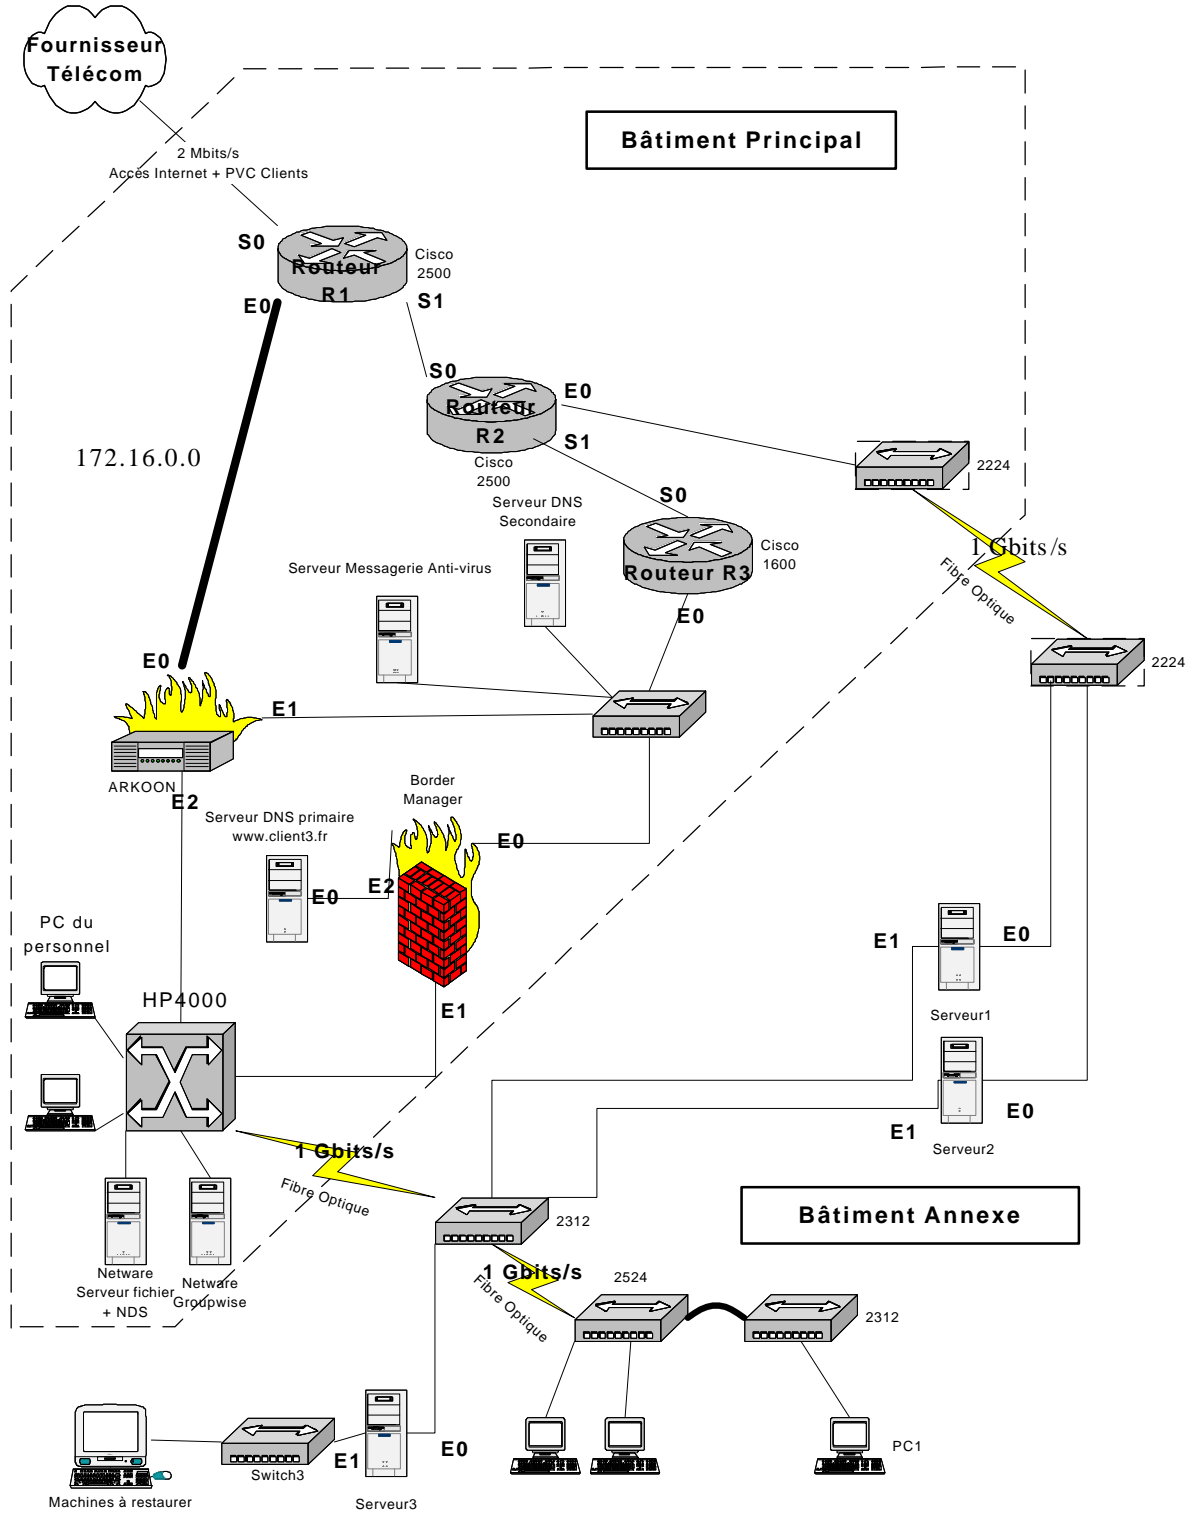 Fournisseur
Télécom
Bâtiment Principal
2 Mbits/s
Accés Internet + PVC Clients
S0
Cisco
2500
Routeur
R1
E0
S1
S0
E0
Routeur
R2
S1
172.16.0.0
Cisco
2500
2224
Serveur DNS
Secondaire
S0
Cisco
1600
1 Gbits/s
Fibre Optique
Serveur Messagerie Anti-virus
Routeur R3
E0
E0
2224
E1
ARKOON
E2
Border
Manager
Serveur DNS primaire
www.client3.fr
E0
E2
E0
PC du
personnel
E1
E0
HP4000
E1
Serveur1
E0
E1
Serveur2
1 Gbits/s
Fibre Optique
Bâtiment Annexe
2312
Netware
Serveur fichier
+ NDS
Netware
Groupwise
1 Gbits/s
Fibre Optique
2524
2312
PC1
E0
E1
Switch3
Machines à restaurer
Serveur3